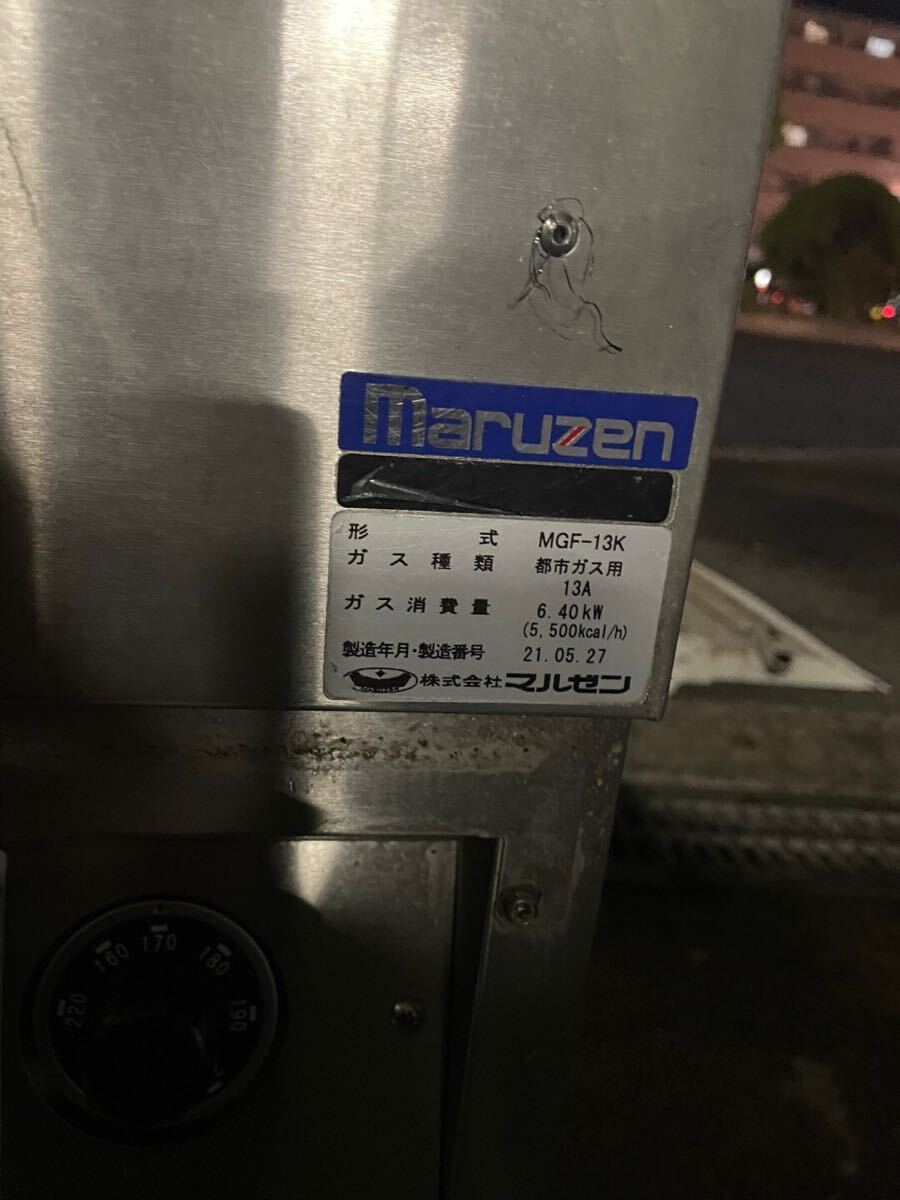 maruzen
形 式 MGF-13K
ガス種類 都市ガス用
13A
ガス消費量 6.40kW
(5,500kcal/h)
製造年月・製造番号 21.05.27
株式会社マルゼン
220 160 170 180 190